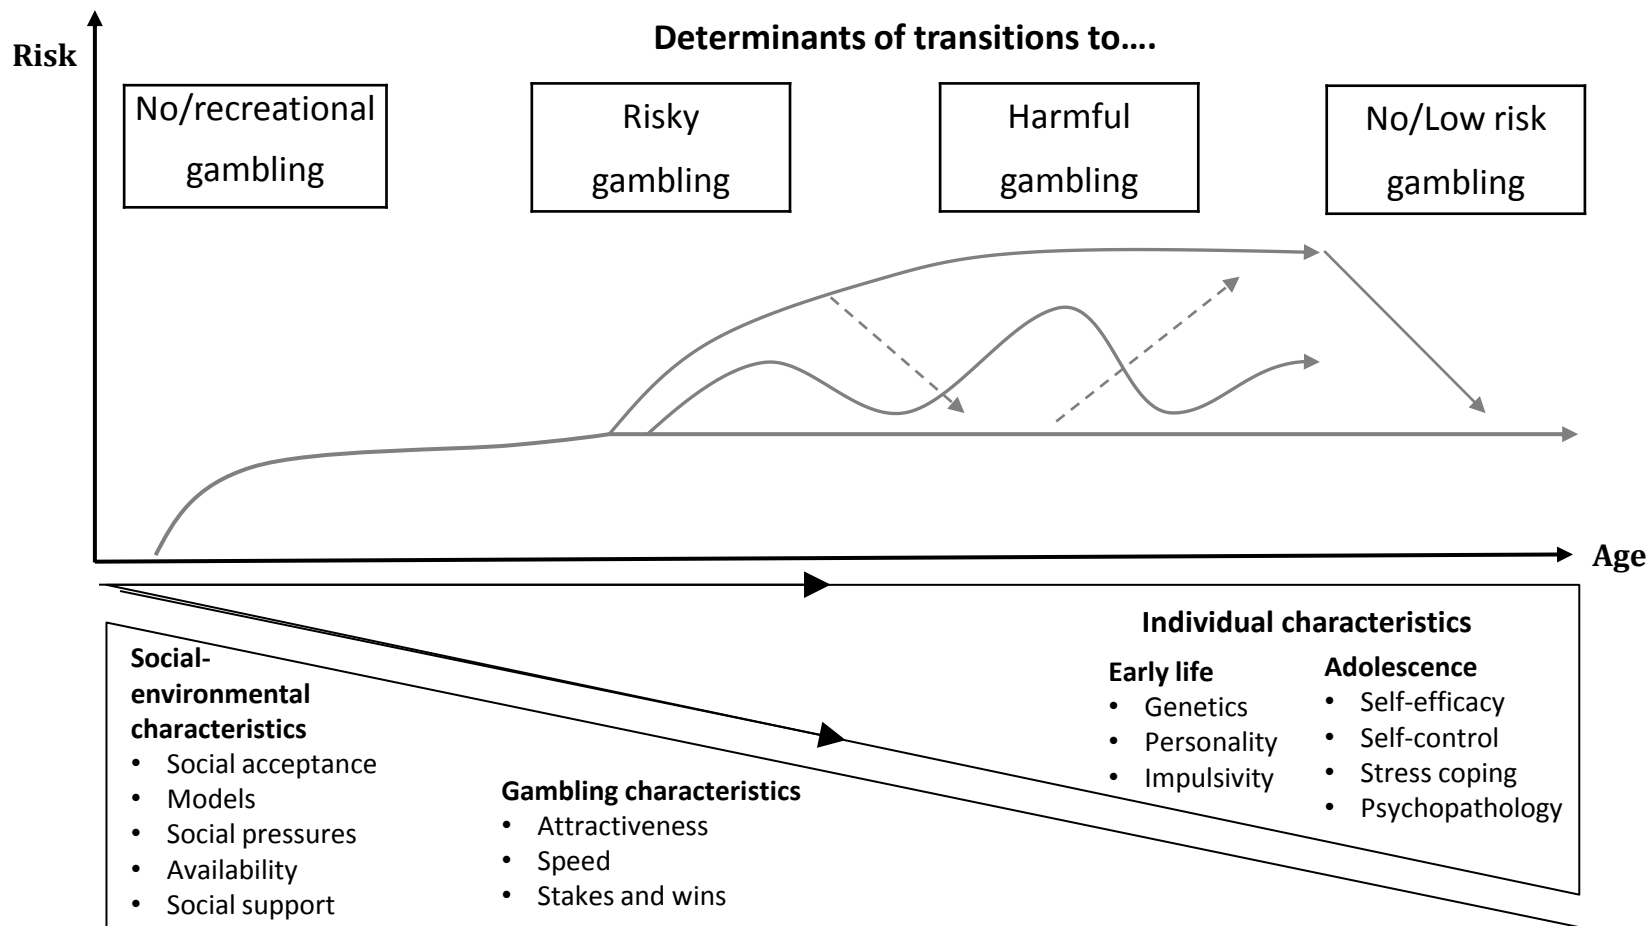 Determinants of transitions to....
Risk
No/recreational
gambling
Risky
gambling
Harmful
gambling
No/Low risk
gambling
Age
Social-
environmental
characteristics
• Social acceptance
• Models
• Social pressures
• Availability
• Social support
Gambling characteristics
• Attractiveness
• Speed
• Stakes and wins
Individual characteristics
Early life
• Genetics
• Personality
• Impulsivity
Adolescence
• Self-efficacy
• Self-control
• Stress coping
• Psychopathology